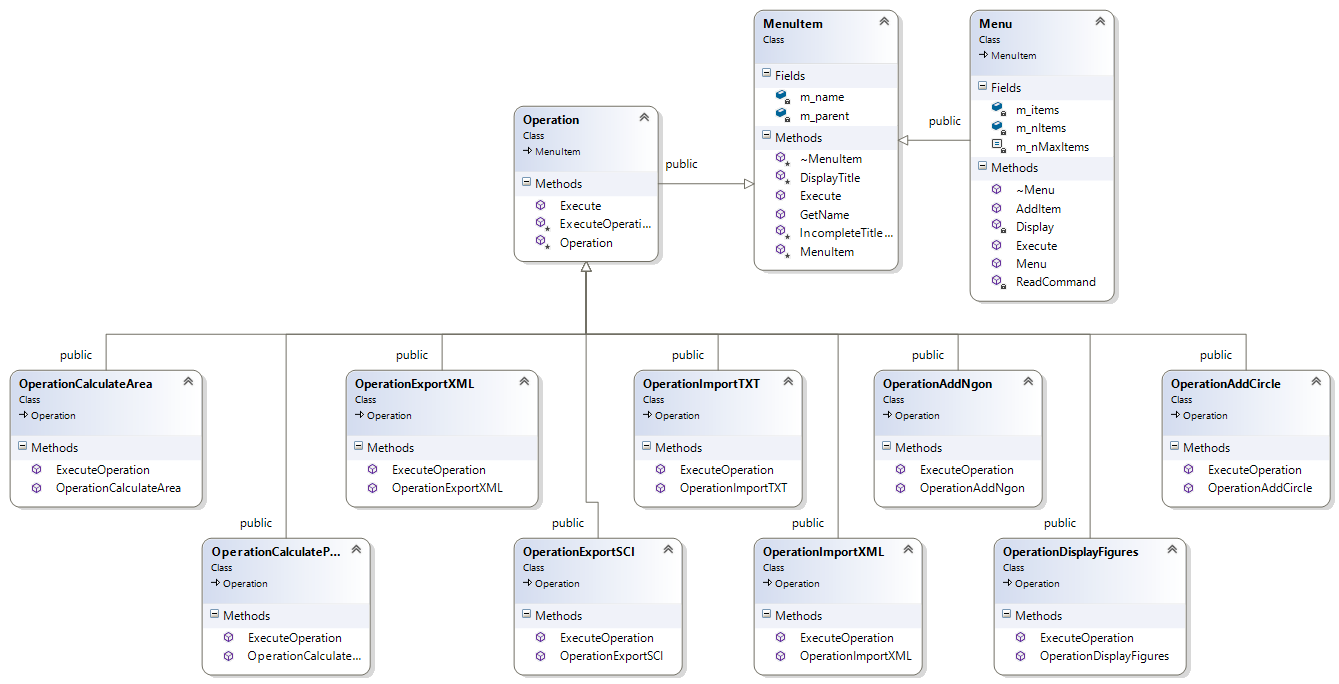 MenuItem
Class
Fields
m_name
m_parent
Methods
~MenuItem
DisplayTitle
Execute
GetName
IncompleteTitle...
MenuItem
Menu
Class
MenuItem
Fields
m_items
m_nItems
m_nMaxItems
Methods
~Menu
AddItem
Display
Execute
Menu
ReadCommand
public
Operation
Class
MenuItem
Methods
Execute
ExecuteOperati...
Operation
public
public
OperationCalculateArea
Class
Operation
Methods
ExecuteOperation
OperationCalculateArea
public
OperationExportXML
Class
Operation
Methods
ExecuteOperation
OperationExportXML
public
OperationImportTXT
Class
Operation
Methods
ExecuteOperation
OperationImportTXT
public
OperationAddNgon
Class
Operation
Methods
ExecuteOperation
OperationAddNgon
public
OperationAddCircle
Class
Operation
Methods
ExecuteOperation
OperationAddCircle
public
OperationCalculateP...
Class
Operation
Methods
ExecuteOperation
OperationCalculate...
public
OperationExportSCI
Class
Operation
Methods
ExecuteOperation
OperationExportSCI
public
OperationImportXML
Class
Operation
Methods
ExecuteOperation
OperationImportXML
public
OperationDisplayFigures
Class
Operation
Methods
ExecuteOperation
OperationDisplayFigures